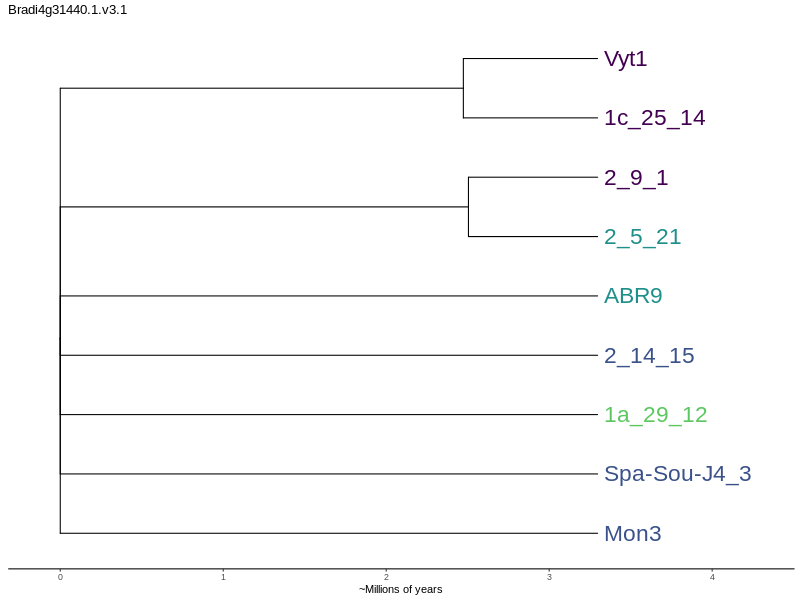 Bradi4g31440.1.v3.1
Vyt1
1c_25_14
2_9_1
2_5_21
ABR9
2_14_15
1a_29_12
Spa-Sou-J4_3
Mon3
0 1 2 3 4
~Millions of years